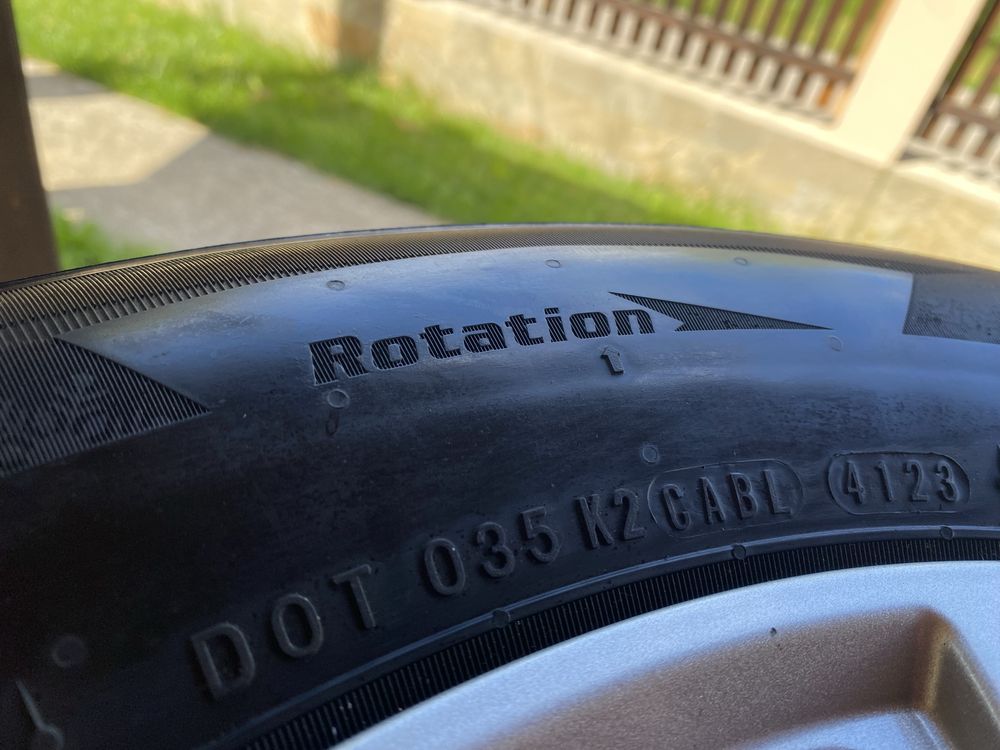 Rotation
DOT 035 K2 CABL 4123